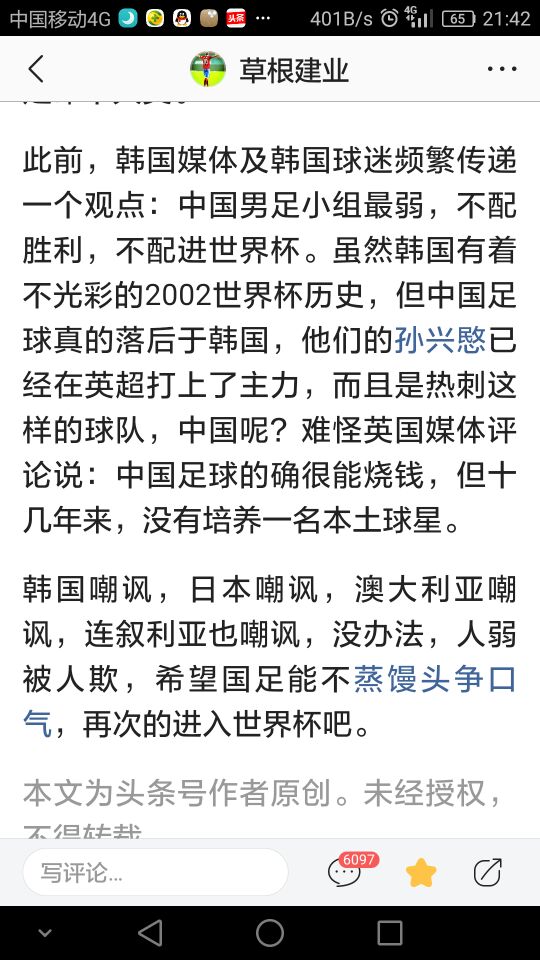 中国移动4G 头条 ... 401B/s 4G 65 21:42
草根建业
此前，韩国媒体及韩国球迷频繁传递
一个观点：中国男足小组最弱，不配
胜利，不配进世界杯。虽然韩国有着
不光彩的2002世界杯历史，但中国足
球真的落后于韩国，他们的孙兴慜已
经在英超打上了主力，而且是热刺这
样的球队，中国呢？难怪英国媒体评
论说：中国足球的确很能烧钱，但十
几年来，没有培养一名本土球星。
韩国嘲讽，日本嘲讽，澳大利亚嘲
讽，连叙利亚也嘲讽，没办法，人弱
被人欺，希望国足能不蒸馒头争口
气，再次的进入世界杯吧。
本文为头条号作者原创。未经授权，
不得转载
写评论... 6097